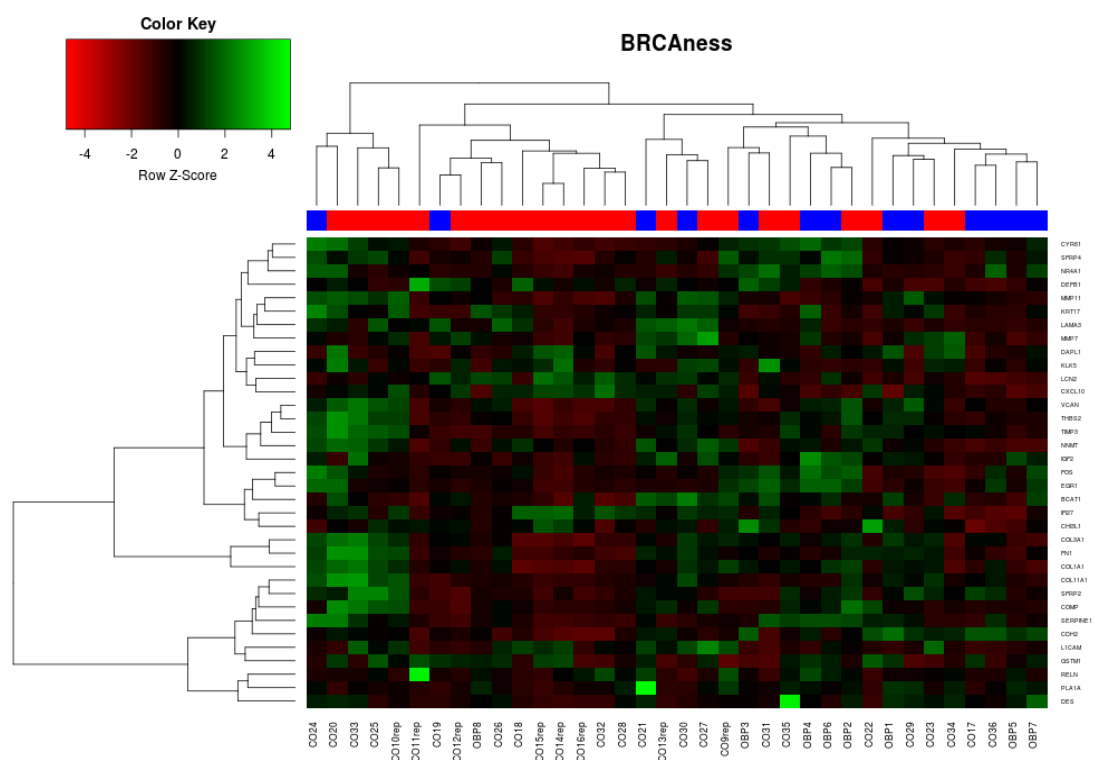 Color Key
BRCAness
-4 -2 0 2 4
Row Z-Score
CYR61
SFRP4
NR4A1
DEFB1
MMP11
KRT17
LAMA3
MMP7
DAPL1
KLK5
LCN2
CXCL10
VCAN
THBS2
TIMP3
NNMT
IGF2
FOS
EGR1
BCAT1
IFI27
CHI3L1
COL3A1
FN1
COL1A1
COL11A1
SFRP2
COMP
SERPINE1
CDH2
L1CAM
GSTM1
RELN
PLA1A
DES
CO24
CO20
CO33
CO25
CO10rep
CO11rep
CO19
CO12rep
OBP8
CO26
CO18
CO15rep
CO14rep
CO16rep
CO32
CO28
CO21
CO13rep
CO30
CO27
CO9rep
OBP3
CO31
CO35
OBP4
OBP6
OBP2
CO22
OBP1
CO29
CO23
CO34
CO17
CO36
OBP5
OBP7